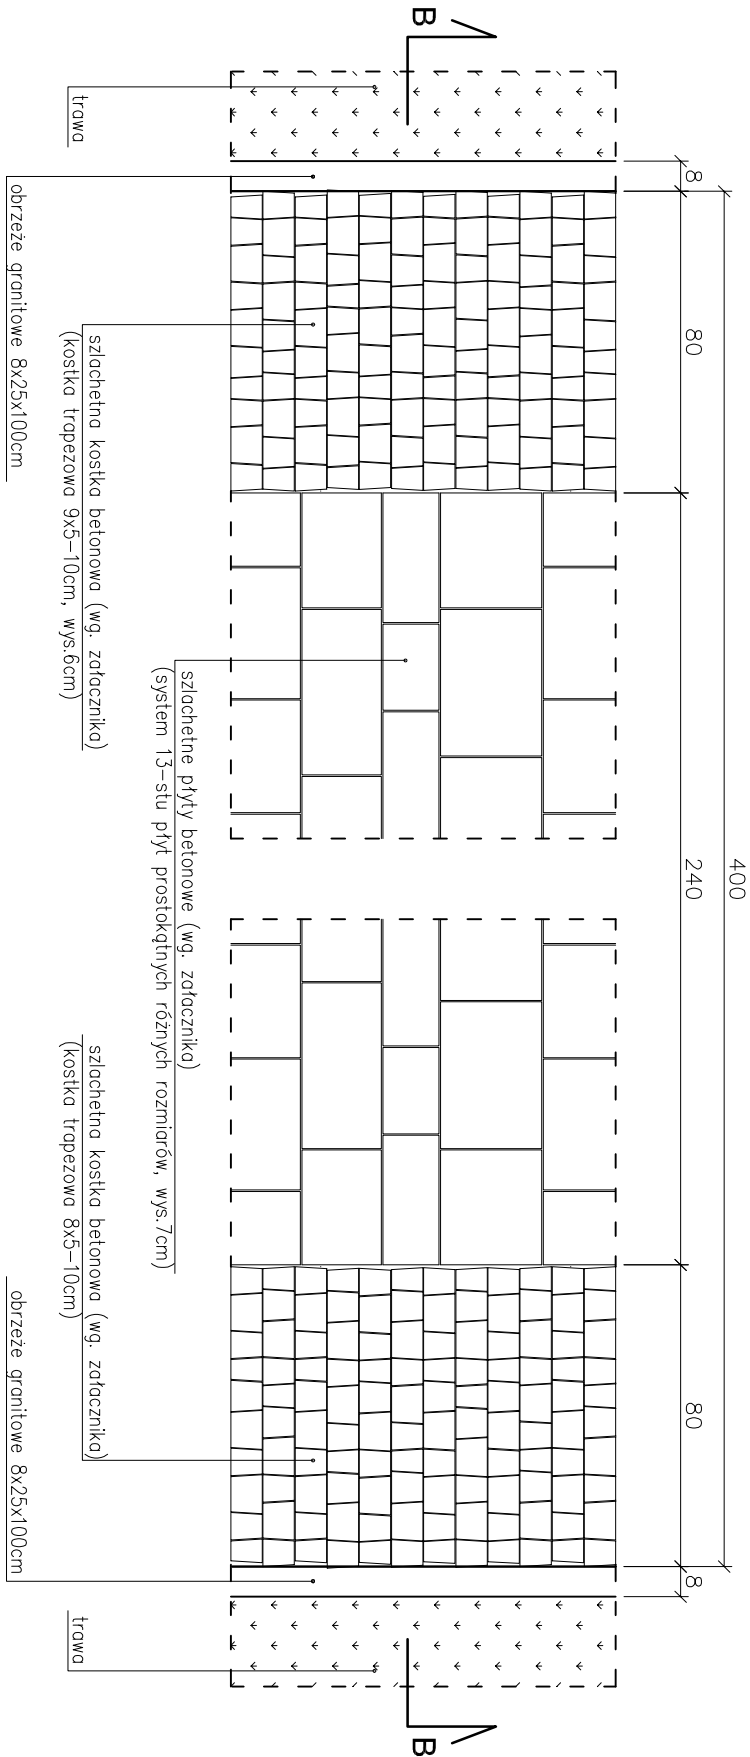 B
trawa
8
obrzeże granitowe 8x25x100cm
80
szlachetna kostka betonowa (wg. załacznika)
(kostka trapezowa 9x5-10cm, wys.6cm)
szlachetne płyty betonowe (wg. załacznika)
(system 13-stu płyt prostokątnych różnych rozmiarów, wys.7cm)
400
240
szlachetna kostka betonowa (wg. załacznika)
(kostka trapezowa 8x5-10cm)
80
obrzeże granitowe 8x25x100cm
8
trawa
B